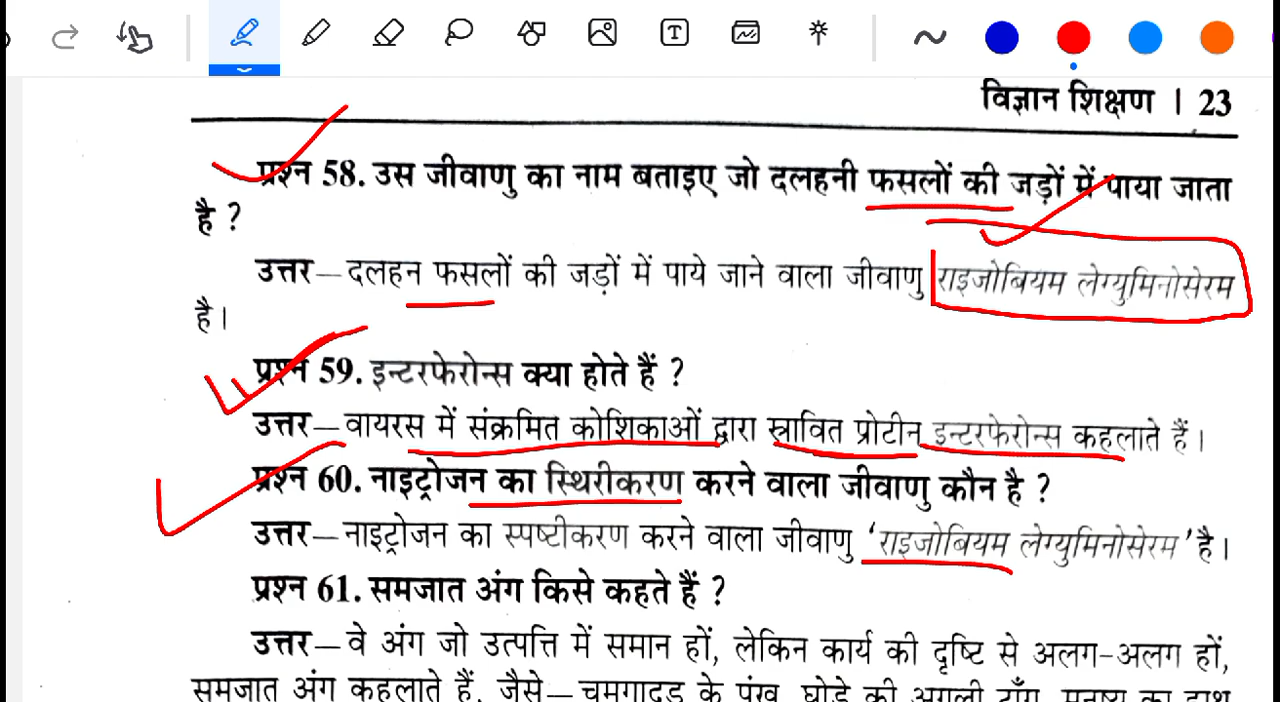 विज्ञान शिक्षण । 23
प्रश्न 58. उस जीवाणु का नाम बताइए जो दलहनी फसलों की जड़ों में पाया जाता
है ?
उत्तर—दलहन फसलों की जड़ों में पाये जाने वाला जीवाणु राइजोबियम लेग्युमिनोसेरम
है।
प्रश्न 59. इन्टरफेरोन्स क्या होते हैं ?
उत्तर—वायरस में संक्रमित कोशिकाओं द्वारा स्त्रावित प्रोटीन इन्टरफेरोन्स कहलाते हैं।
प्रश्न 60. नाइट्रोजन का स्थिरीकरण करने वाला जीवाणु कौन है ?
उत्तर—नाइट्रोजन का स्पष्टीकरण करने वाला जीवाणु ‘राइजोबियम लेग्युमिनोसेरम’ है।
प्रश्न 61. समजात अंग किसे कहते हैं ?
उत्तर—वे अंग जो उत्पत्ति में समान हों, लेकिन कार्य की दृष्टि से अलग-अलग हों,
समजात अंग कहलाते हैं, जैसे—चमगादड़ के पंख, घोड़े की अगली टाँग, मनुष्य का हाथ